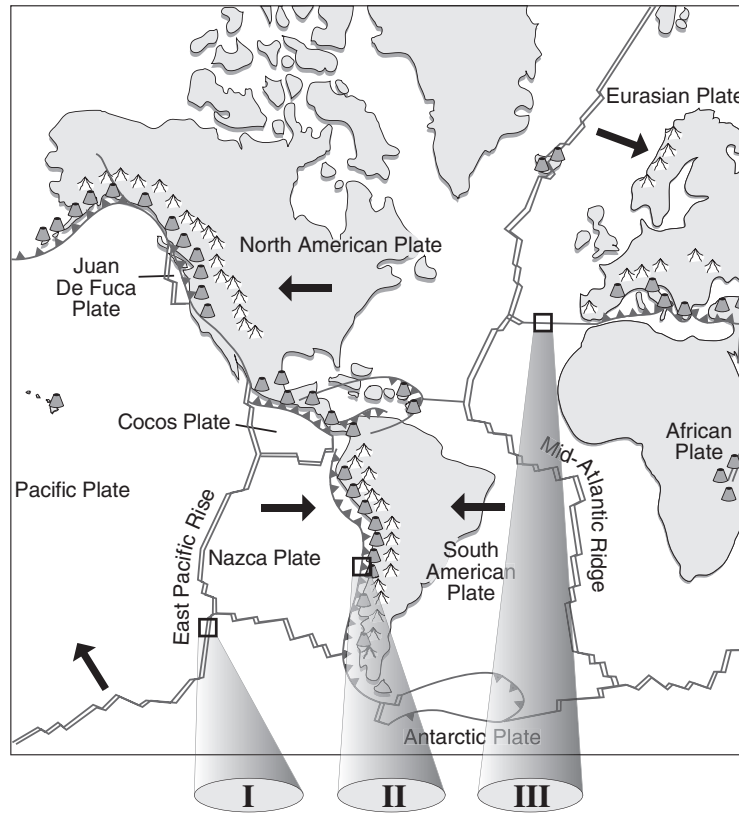 Eurasian Plate
North American Plate
Juan
De Fuca
Plate
Cocos Plate
African
Plate
Mid-Atlantic Ridge
Pacific Plate
East Pacific Rise
Nazca Plate
South
American
Plate
Antarctic Plate
I
II
III